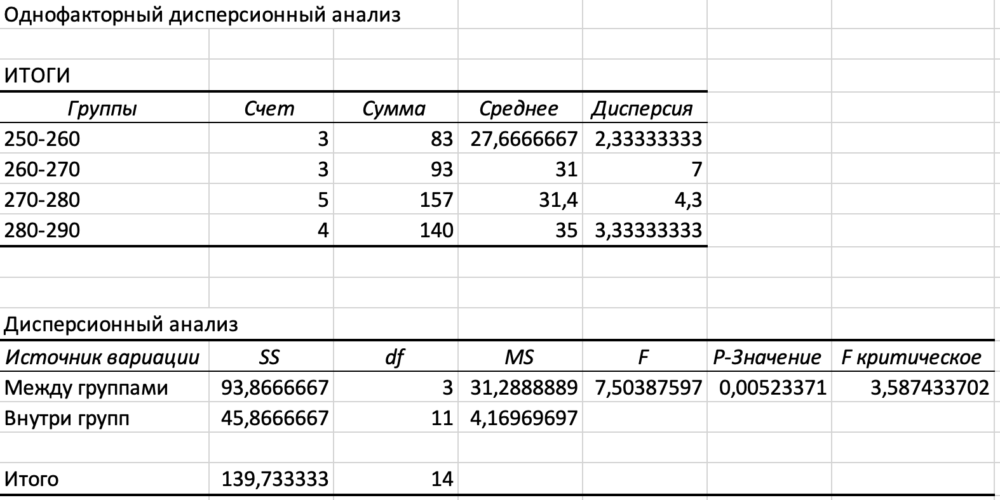 Однофакторный дисперсионный анализ
ИТОГИ
Группы Счет Сумма Среднее Дисперсия
250-260 3 83 27,6666667 2,33333333
260-270 3 93 31 7
270-280 5 157 31,4 4,3
280-290 4 140 35 3,33333333
Дисперсионный анализ
Источник вариации SS df MS F P-Значение F критическое
Между группами 93,8666667 3 31,2888889 7,50387597 0,00523371 3,587433702
Внутри групп 45,8666667 11 4,16969697
Итого 139,733333 14